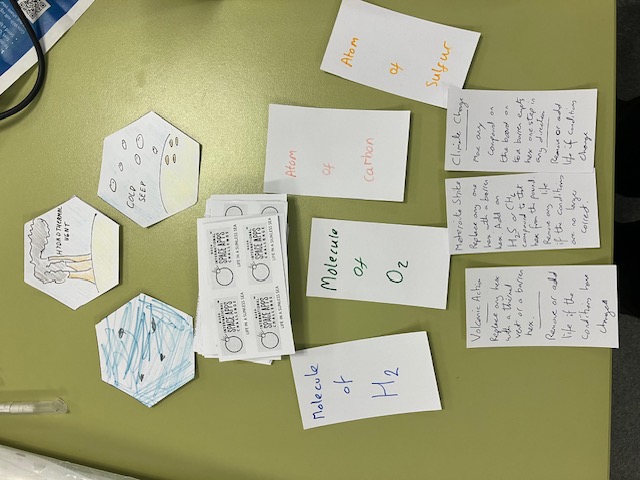 HYDROTHERMAL
VENT
COLD
SEEP
NASA
INTERNATIONAL
SPACE APPS
CHALLENGE
LIFE IN A SUNLESS SEA
NASA
INTERNATIONAL
SPACE APPS
CHALLENGE
LIFE IN A SUNLESS SEA
NASA
INTERNATIONAL
SPACE APPS
CHALLENGE
LIFE IN A SUNLESS SEA
NASA
INTERNATIONAL
SPACE APPS
CHALLENGE
LIFE IN A SUNLESS SEA
Molecule
of
H2
Molecule
of
O2
Atom
of
Carbon
Atom
of
Sulfur
Volcanic Action
Replace any hex
with a thermal
vent or a barren
hex.
Remove or add
life if the
conditions have
changed
Meteroite Strike
Replace any one
hex with a barren
hex. Add an
H2S or CH4
compound to that
hex from the pound.
Remove any life
if the conditions
are no longer
correct.
Climate Change
Move any
compound on
the board on
to a barren empty
hex one step in
any direction
Remove or add
life if conditions
change